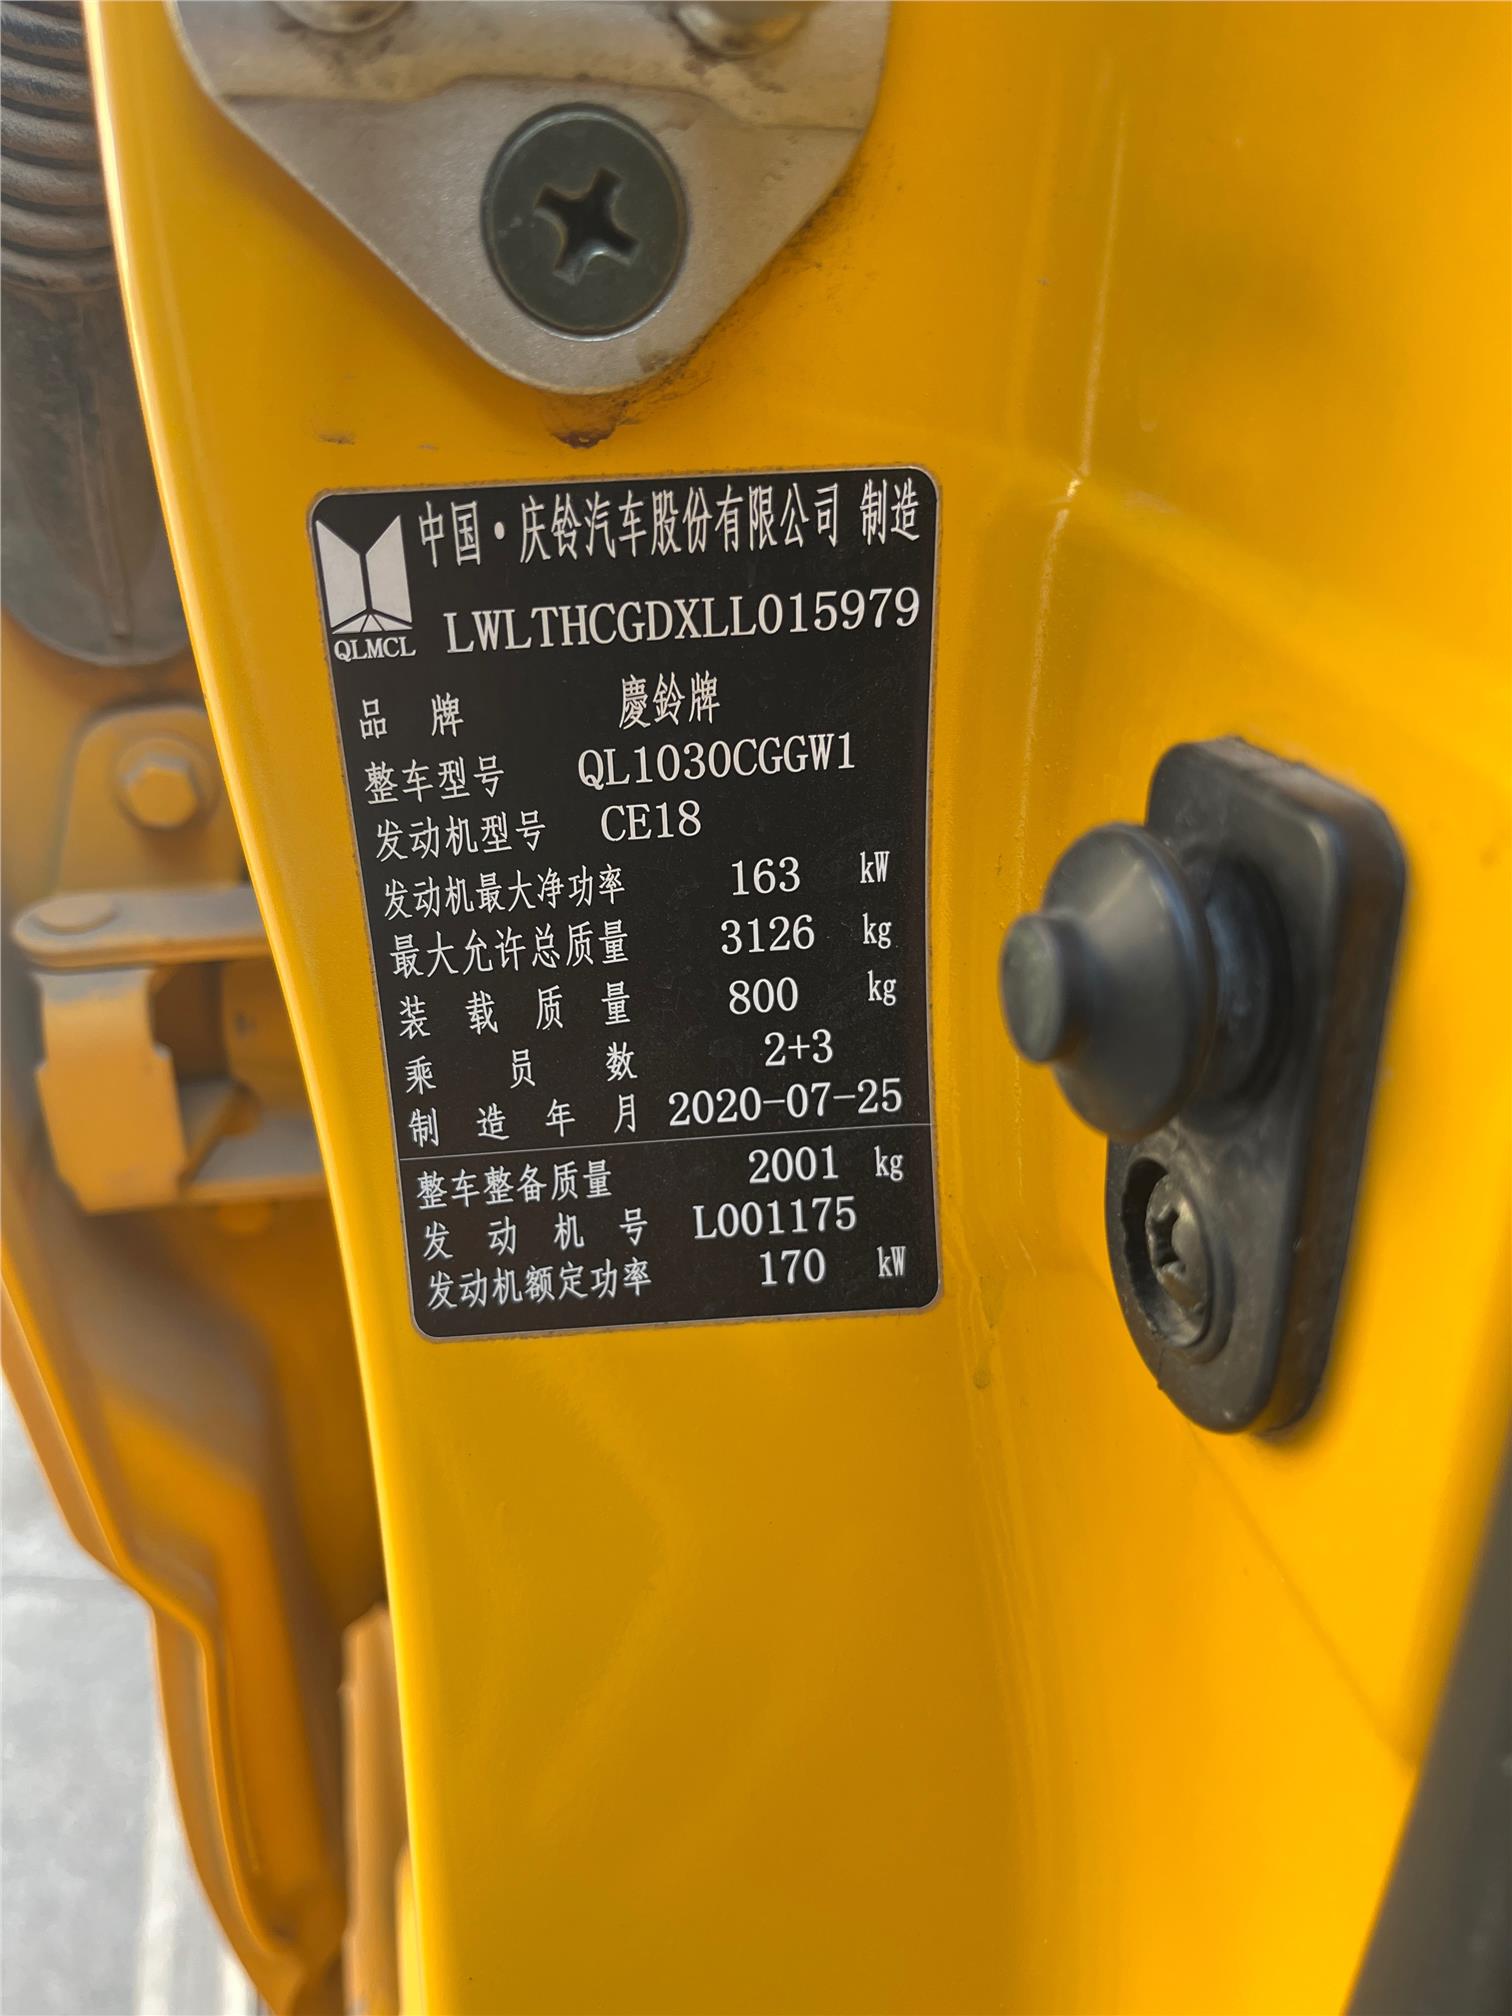 中国·庆铃汽车股份有限公司 制造
QLMCL LWLTHCGDXLL015979
品牌 慶鈴牌
整车型号 QL1030CGGW1
发动机型号 CE18
发动机最大净功率 163 kW
最大允许总质量 3126 kg
装载质量 800 kg
乘员数 2+3
制造年月 2020-07-25
整车整备质量 2001 kg
发动机号 L001175
发动机额定功率 170 kW